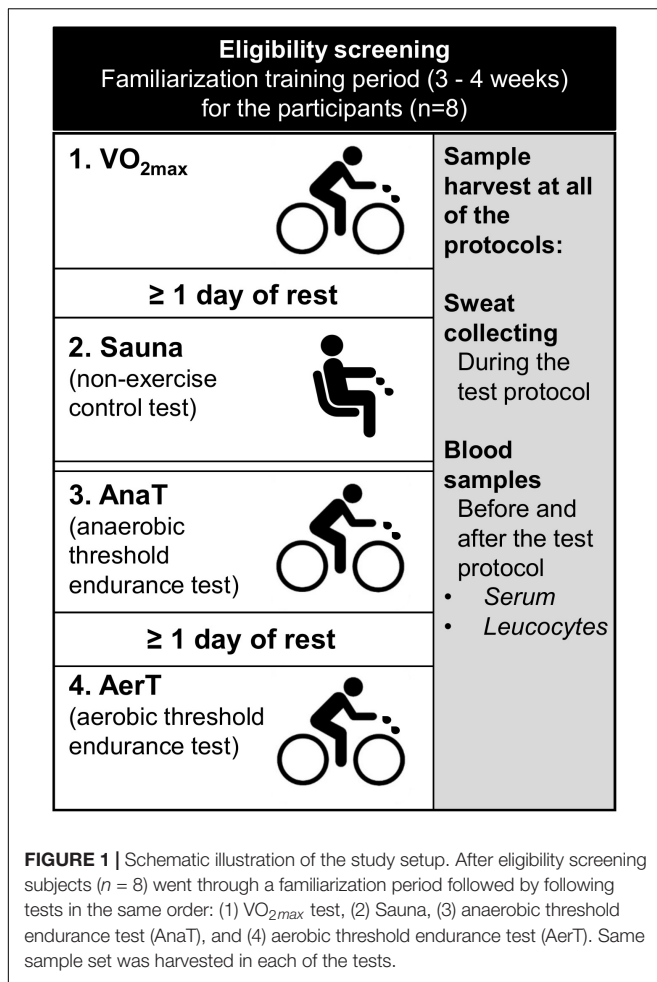 Eligibility screening
Familiarization training period (3 - 4 weeks)
for the participants (n=8)
1. VO2max
≥ 1 day of rest
2. Sauna
(non-exercise
control test)
3. AnaT
(anaerobic
threshold
endurance test)
≥ 1 day of rest
4. AerT
(aerobic threshold
endurance test)
Sample
harvest at all
of the
protocols:
Sweat
collecting
During the
test protocol
Blood
samples
Before and
after the test
protocol
• Serum
• Leucocytes
FIGURE 1 | Schematic illustration of the study setup. After eligibility screening
subjects (n = 8) went through a familiarization period followed by following
tests in the same order: (1) VO2max test, (2) Sauna, (3) anaerobic threshold
endurance test (AnaT), and (4) aerobic threshold endurance test (AerT). Same
sample set was harvested in each of the tests.